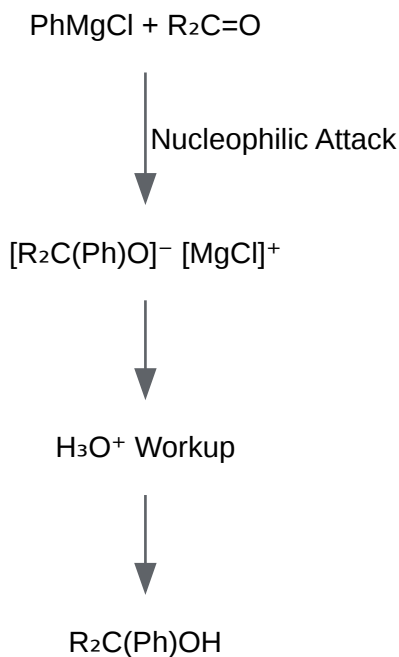 PhMgCl + R₂C=O
Nucleophilic Attack
[R₂C(Ph)O]⁻ [MgCl]⁺
H₃O⁺ Workup
R₂C(Ph)OH